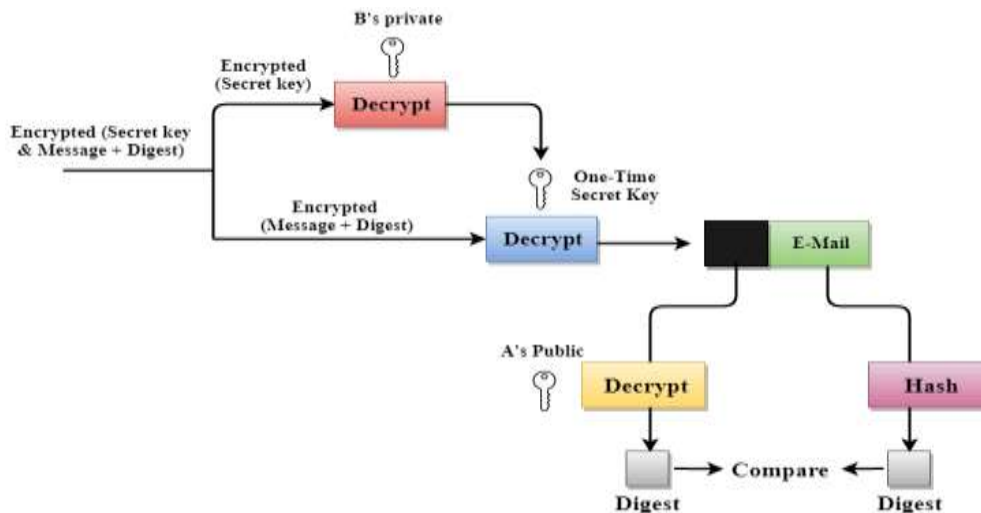 B's private
Encrypted
(Secret key)
Decrypt
Encrypted (Secret key
& Message + Digest)
One-Time
Secret Key
Encrypted
(Message + Digest)
Decrypt
E-Mail
A's Public
Decrypt
Hash
Compare
Digest
Digest